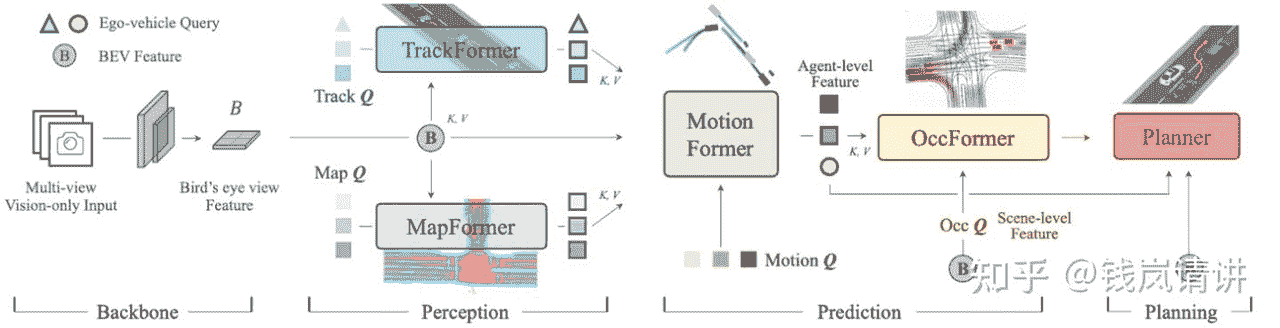 Ego-vehicle Query
B
BEV Feature
B
Multi-view
Vision-only Input
Bird's eye view
Feature
Backbone
TrackFormer
Track Q
K, V
K, V
B
Map Q
MapFormer
K, V
Perception
Motion
Former
Motion Q
Agent-level
Feature
K, V
OccFormer
Occ Q
Scene-level
Feature
B
Prediction
Planner
Planning
知乎 @钱岚请讲